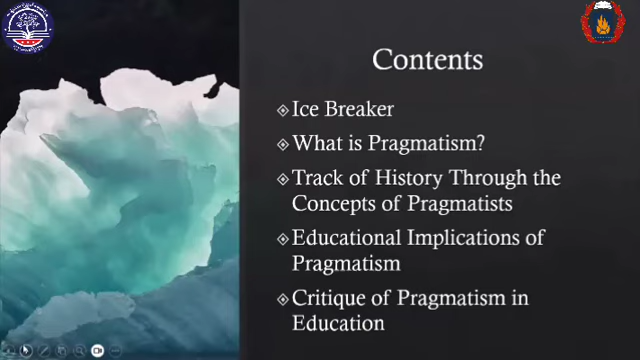 Contents
Ice Breaker
What is Pragmatism?
Track of History Through the
Concepts of Pragmatists
Educational Implications of
Pragmatism
Critique of Pragmatism in
Education